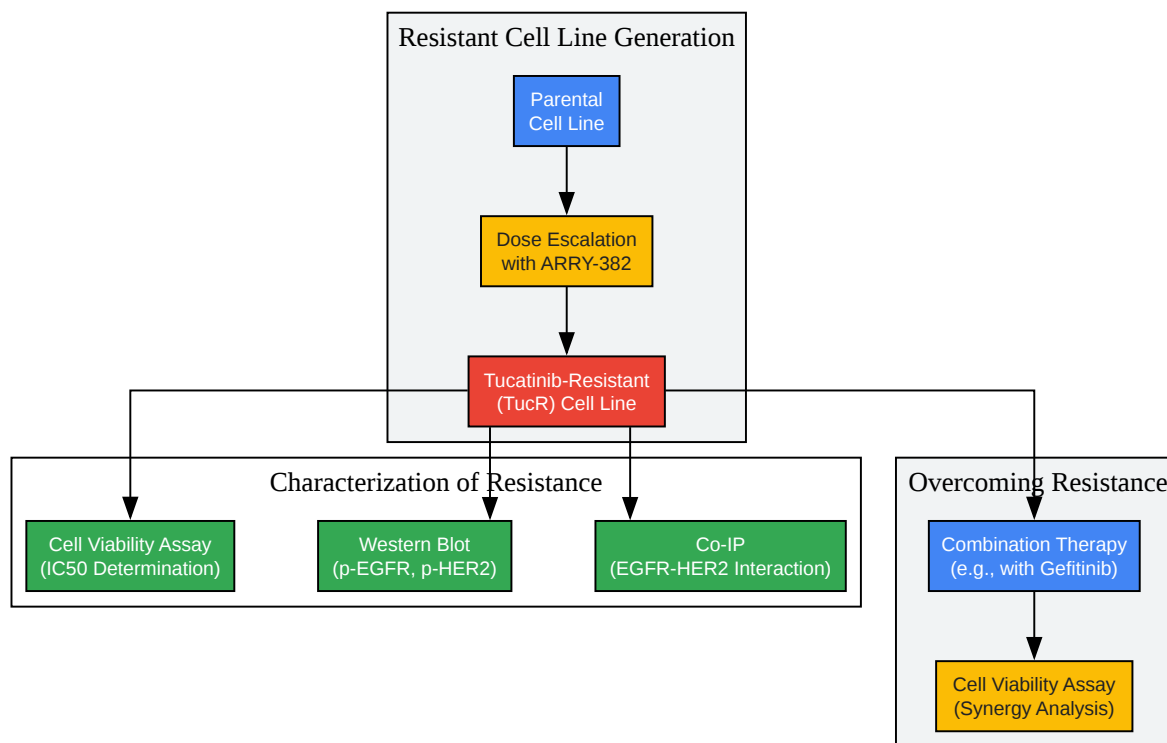 Resistant Cell Line Generation
Parental
Cell Line
Dose Escalation
with ARRY-382
Tucatinib-Resistant
(TucR) Cell Line
Characterization of Resistance
Cell Viability Assay
(IC50 Determination)
Western Blot
(p-EGFR, p-HER2)
Co-IP
(EGFR-HER2 Interaction)
Overcoming Resistance
Combination Therapy
(e.g., with Gefitinib)
Cell Viability Assay
(Synergy Analysis)